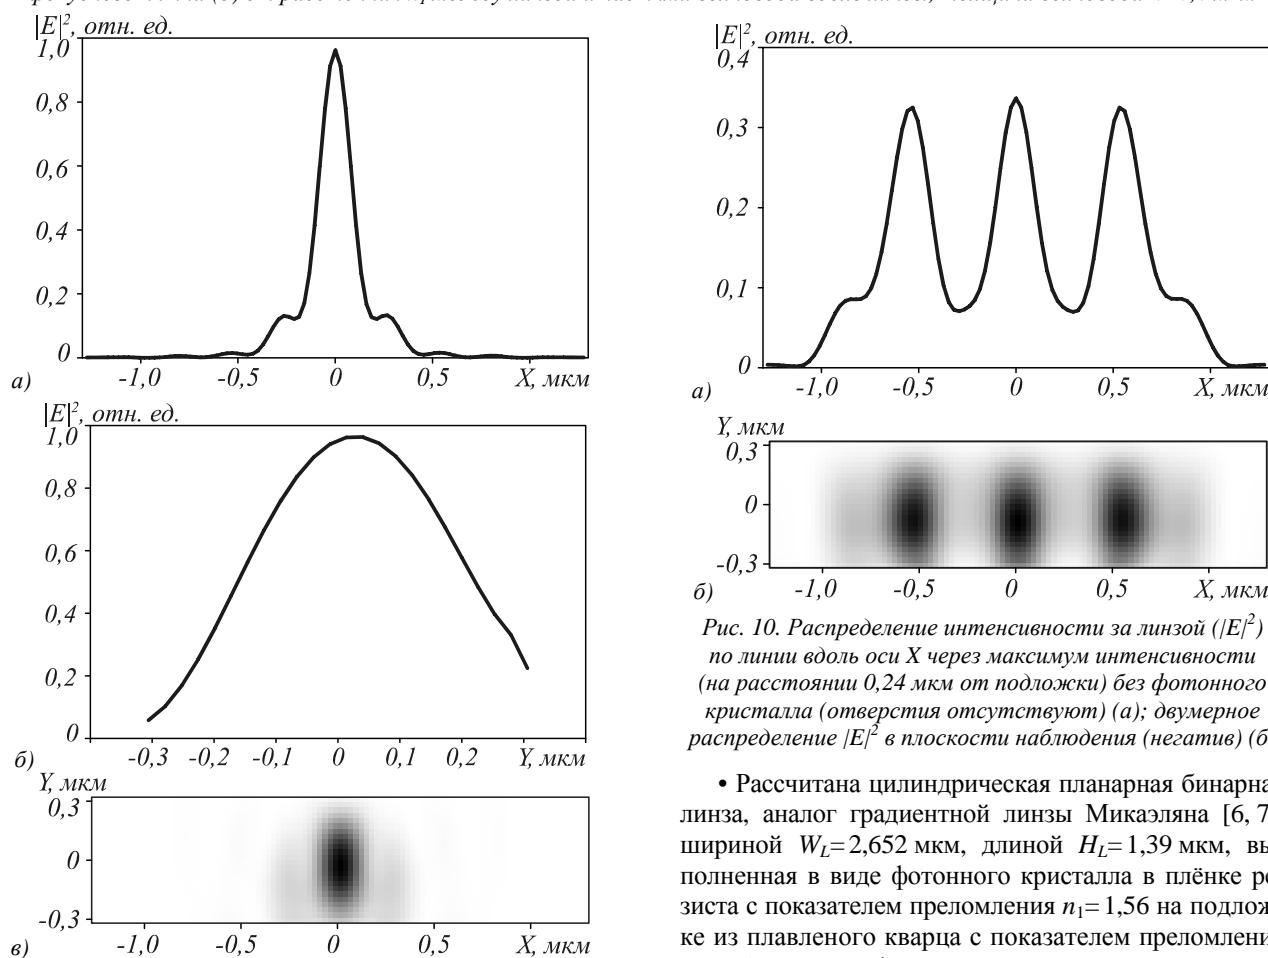 |E|², отн. ед.
1,0
0,8
0,6
0,4
0,2
0
-1,0 -0,5 0 0,5 X, мкм
а)
|E|², отн. ед.
1,0
0,8
0,6
0,4
0,2
0
-0,3 -0,2 -0,1 0 0,1 0,2 Y, мкм
б)
Y, мкм
0,3
0
-0,3
-1,0 -0,5 0 0,5 X, мкм
в)
|E|², отн. ед.
0,4
0,3
0,2
0,1
0
-1,0 -0,5 0 0,5 X, мкм
а)
Y, мкм
0,3
0
-0,3
-1,0 -0,5 0 0,5 X, мкм
б)
Рис. 10. Распределение интенсивности за линзой (|E|²)
по линии вдоль оси X через максимум интенсивности
(на расстоянии 0,24 мкм от подложки) без фотонного
кристалла (отверстия отсутствуют) (а); двумерное
распределение |E|² в плоскости наблюдения (негатив) (б
• Рассчитана цилиндрическая планарная бинарна
линза, аналог градиентной линзы Микаэляна [6, 7
шириной W_L= 2,652 мкм, длиной H_L= 1,39 мкм, вы
полненная в виде фотонного кристалла в плёнке ре
зиста с показателем преломления n₁= 1,56 на подлож
ке из плавленого кварца с показателем преломлени